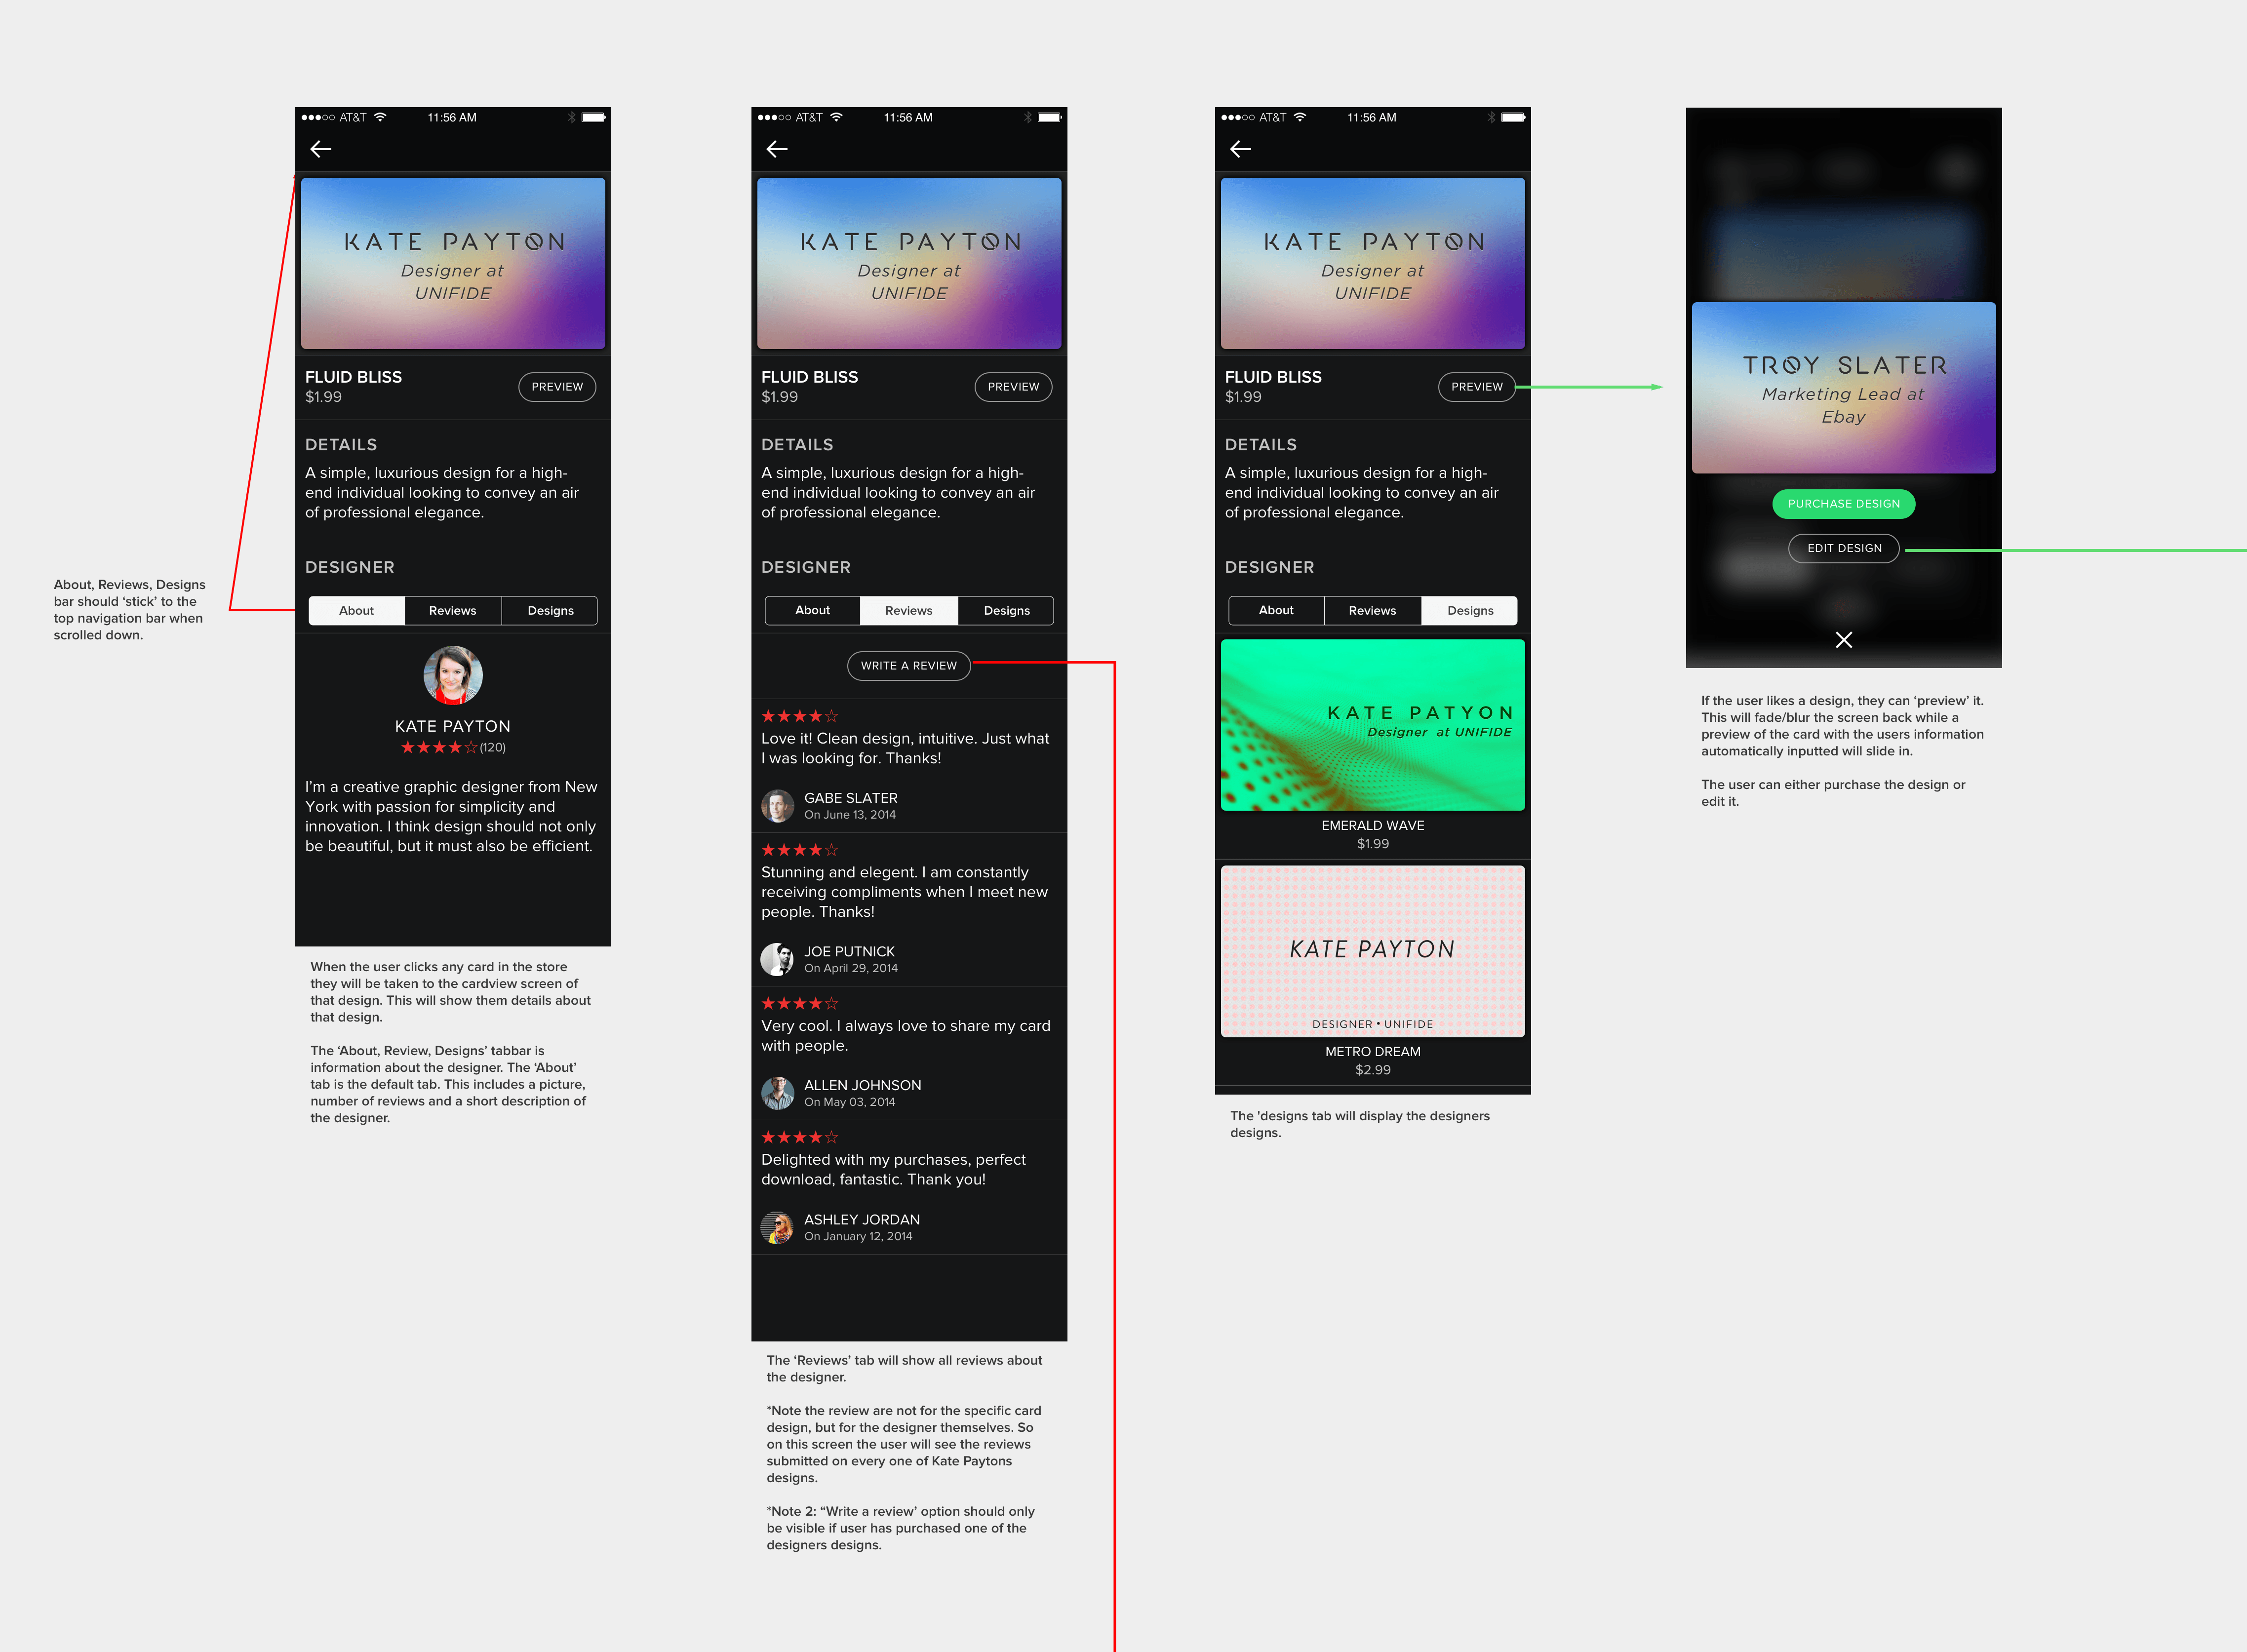 About, Reviews, Designs
bar should ‘stick’ to the
top navigation bar when
scrolled down.
AT&T 11:56 AM
KATE PAYTON
Designer at
UNIFIDE
FLUID BLISS
$1.99
PREVIEW
DETAILS
A simple, luxurious design for a high-
end individual looking to convey an air
of professional elegance.
DESIGNER
About Reviews Designs
KATE PAYTON
(120)
I’m a creative graphic designer from New
York with passion for simplicity and
innovation. I think design should not only
be beautiful, but it must also be efficient.
When the user clicks any card in the store
they will be taken to the cardview screen of
that design. This will show them details about
that design.
The ‘About, Review, Designs’ tabbar is
information about the designer. The ‘About’
tab is the default tab. This includes a picture,
number of reviews and a short description of
the designer.
AT&T 11:56 AM
KATE PAYTON
Designer at
UNIFIDE
FLUID BLISS
$1.99
PREVIEW
DETAILS
A simple, luxurious design for a high-
end individual looking to convey an air
of professional elegance.
DESIGNER
About Reviews Designs
WRITE A REVIEW
Love it! Clean design, intuitive. Just what
I was looking for. Thanks!
GABE SLATER
On June 13, 2014
Stunning and elegent. I am constantly
receiving compliments when I meet new
people. Thanks!
JOE PUTNICK
On April 29, 2014
Very cool. I always love to share my card
with people.
ALLEN JOHNSON
On May 03, 2014
Delighted with my purchases, perfect
download, fantastic. Thank you!
ASHLEY JORDAN
On January 12, 2014
The ‘Reviews’ tab will show all reviews about
the designer.
*Note the review are not for the specific card
design, but for the designer themselves. So
on this screen the user will see the reviews
submitted on every one of Kate Paytons
designs.
*Note 2: “Write a review’ option should only
be visible if user has purchased one of the
designers designs.
AT&T 11:56 AM
KATE PAYTON
Designer at
UNIFIDE
FLUID BLISS
$1.99
PREVIEW
DETAILS
A simple, luxurious design for a high-
end individual looking to convey an air
of professional elegance.
DESIGNER
About Reviews Designs
KATE PATYON
Designer at UNIFIDE
EMERALD WAVE
$1.99
KATE PAYTON
DESIGNER • UNIFIDE
METRO DREAM
$2.99
The 'designs tab will display the designers
designs.
TROY SLATER
Marketing Lead at
Ebay
PURCHASE DESIGN
EDIT DESIGN
If the user likes a design, they can ‘preview’ it.
This will fade/blur the screen back while a
preview of the card with the users information
automatically inputted will slide in.
The user can either purchase the design or
edit it.